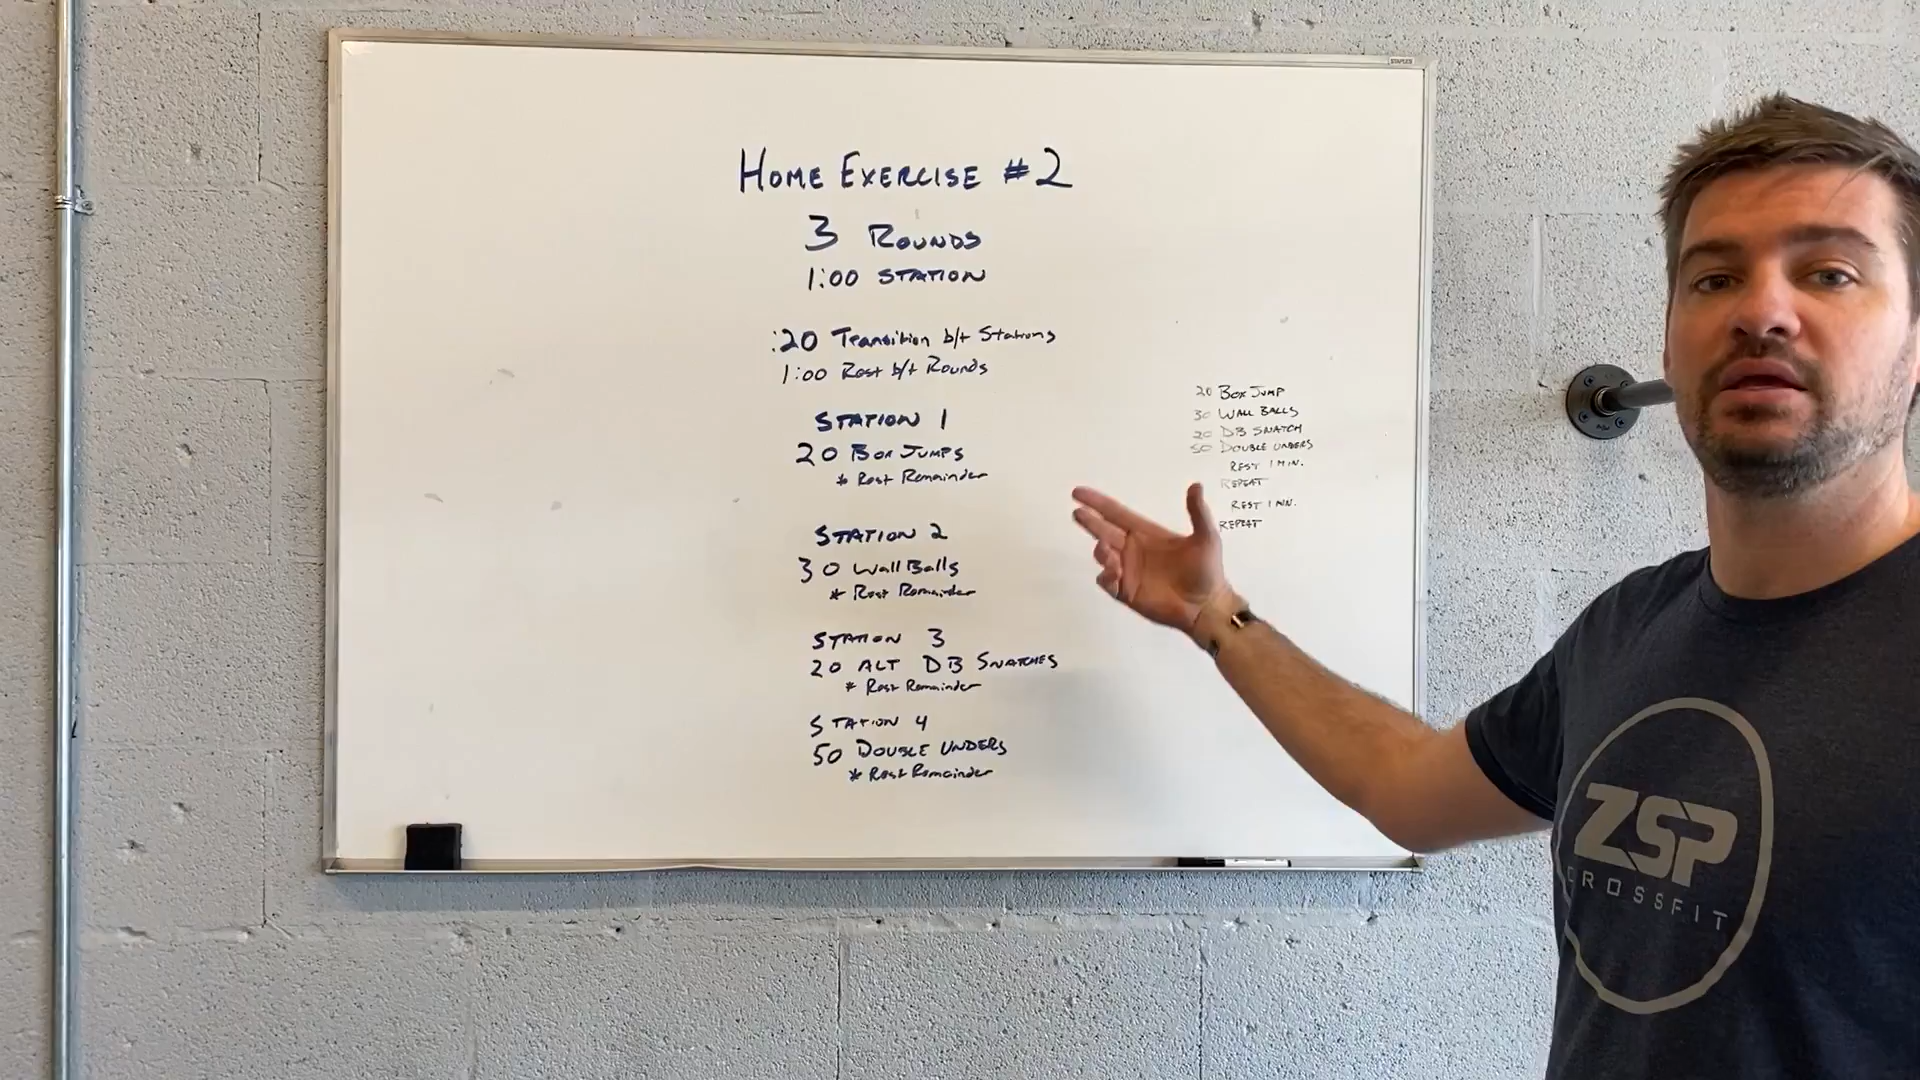 HOME EXERCISE #2
3 ROUNDS
1:00 STATION
:20 Transition b/t Stations
1:00 Rest b/t Rounds
STATION 1
20 BOX JUMPS
* Rest Remainder
STATION 2
30 Wall Balls
* Rest Remainder
STATION 3
20 ALT DB SNATCHES
* Rest Remainder
STATION 4
50 DOUBLE UNDERS
* Rest Remainder
20 BOX JUMP
30 WALL BALLS
20 DB SNATCH
50 DOUBLE UNDERS
REST 1 MIN.
REPEAT
REST 1 MIN.
REPEAT
STAPLES
ZSP
CROSSFIT